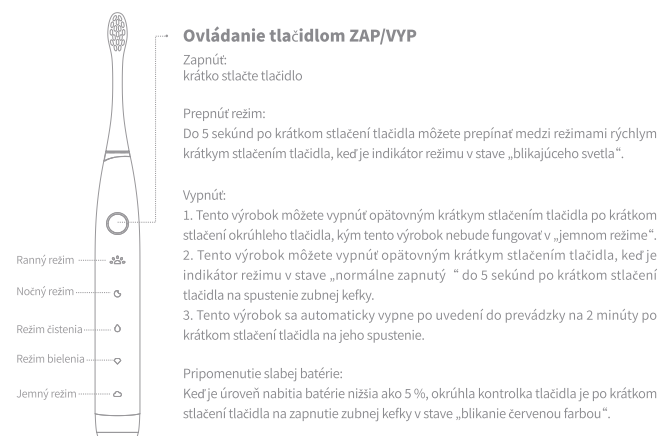 Ovládanie tlačidlom ZAP/VYP
Zapnúť:
krátko stlačte tlačidlo
Prepnúť režim:
Do 5 sekúnd po krátkom stlačení tlačidla môžete prepínať medzi režimami rýchlym
krátkym stlačením tlačidla, keď je indikátor režimu v stave „blikajúceho svetla“.
Vypnúť:
1. Tento výrobok môžete vypnúť opätovným krátkym stlačením tlačidla po krátkom
stlačení okrúhleho tlačidla, kým tento výrobok nebude fungovať v „jemnom režime“.
2. Tento výrobok môžete vypnúť opätovným krátkym stlačením tlačidla, keď je
indikátor režimu v stave „normálne zapnutý “ do 5 sekúnd po krátkom stlačení
tlačidla na spustenie zubnej kefky.
3. Tento výrobok sa automaticky vypne po uvedení do prevádzky na 2 minúty po
krátkom stlačení tlačidla na jeho spustenie.
Pripomenutie slabej batérie:
Keď je úroveň nabitia batérie nižšia ako 5 %, okrúhla kontrolka tlačidla je po krátkom
stlačení tlačidla na zapnutie zubnej kefky v stave „blikanie červenou farbou“.
Ranný režim
Nočný režim
Režim čistenia
Režim bielenia
Jemný režim